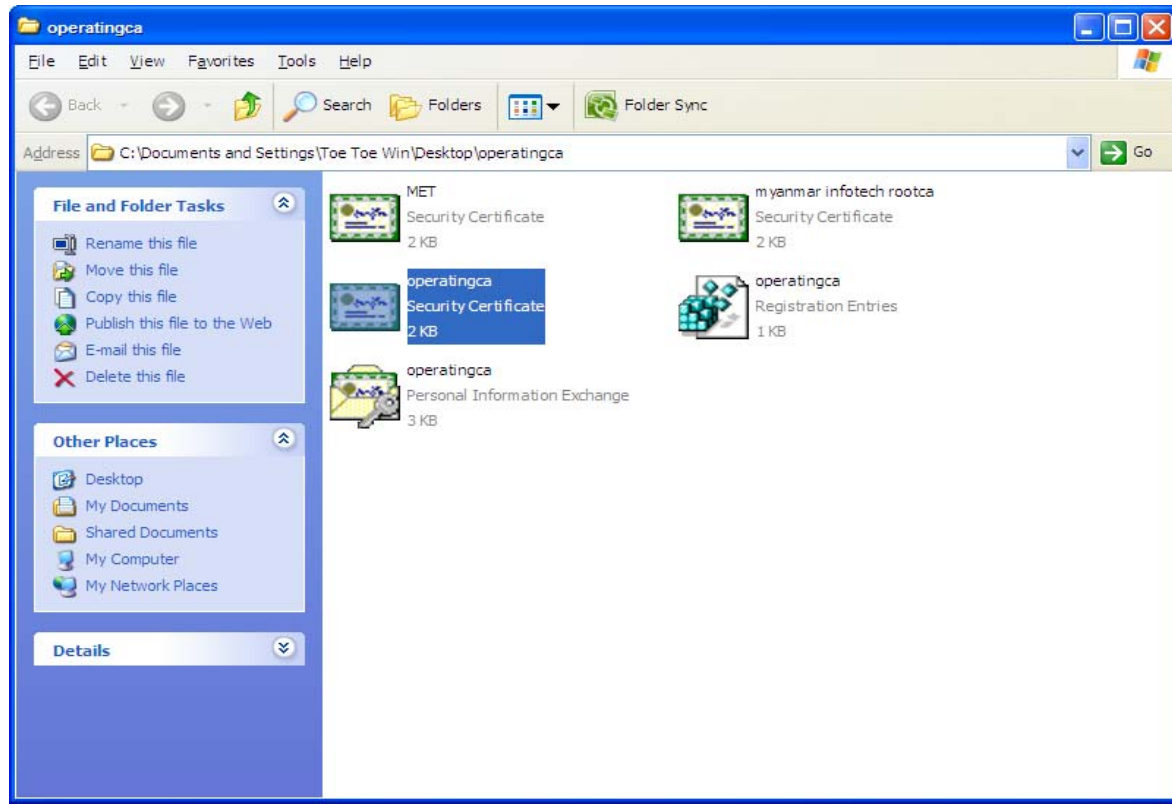 operatingca
File Edit View Favorites Tools Help
Back Search Folders Folder Sync
Address C:\Documents and Settings\Toe Toe Win\Desktop\operatingca Go
File and Folder Tasks
Rename this file
Move this file
Copy this file
Publish this file to the Web
E-mail this file
Delete this file
Other Places
Desktop
My Documents
Shared Documents
My Computer
My Network Places
Details
MET
Security Certificate
2 KB
myanmar infotech rootca
Security Certificate
2 KB
operatingca
Security Certificate
2 KB
operatingca
Registration Entries
1 KB
operatingca
Personal Information Exchange
3 KB